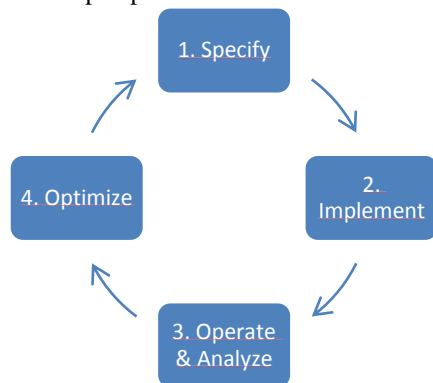 1. Specify
2.
Implement
3. Operate
& Analyze
4. Optimize